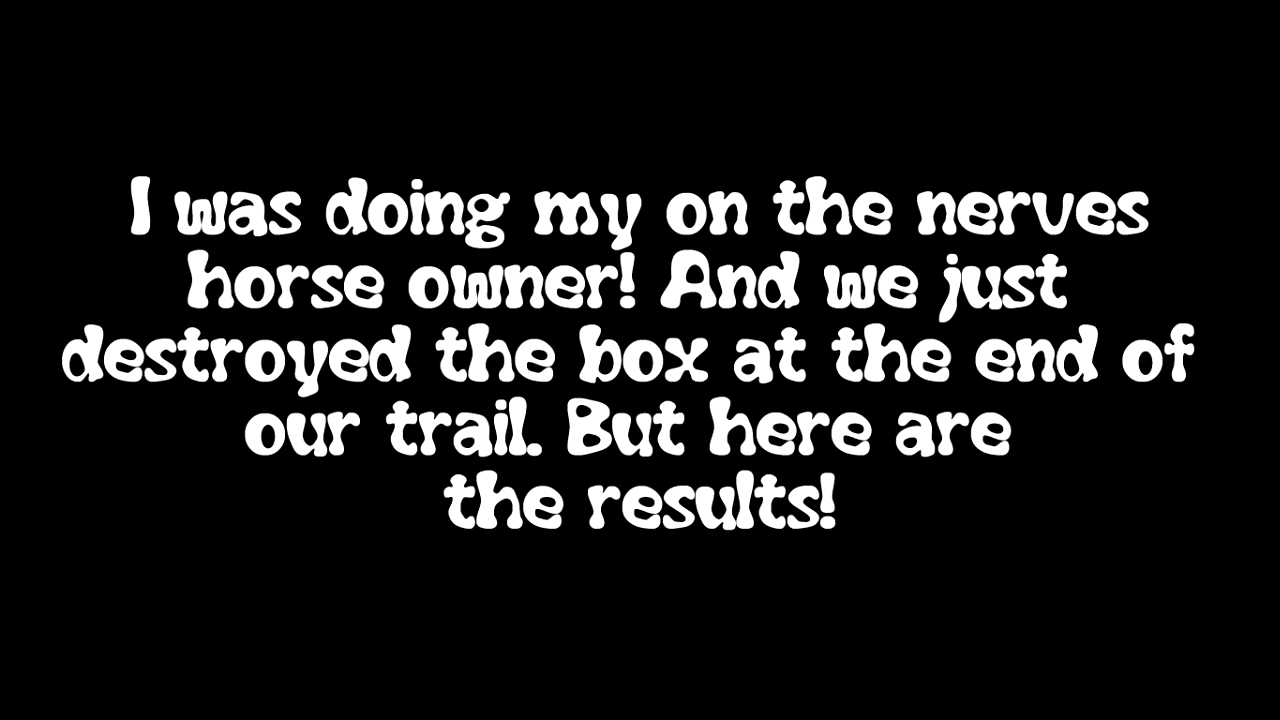 I was doing my on the nerves
horse owner! And we just
destroyed the box at the end of
our trail. But here are
the results!